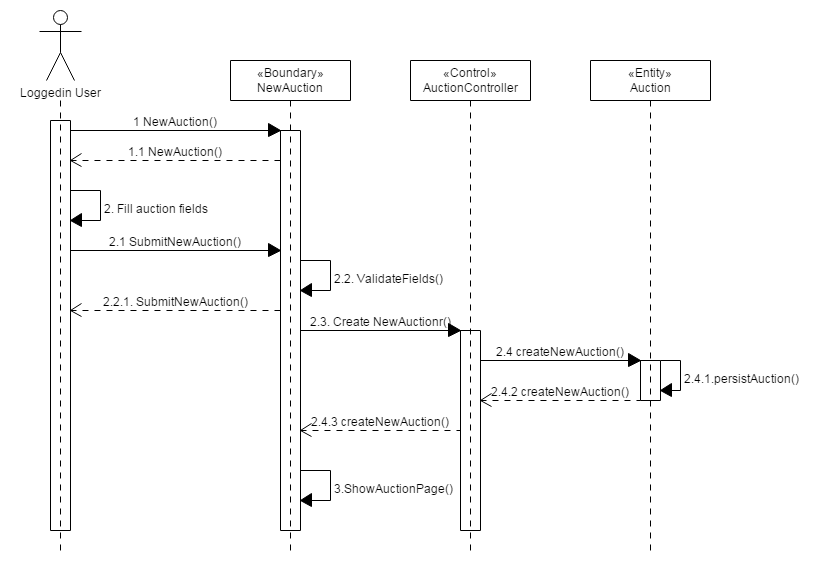 Loggedin User
«Boundary»
NewAuction
«Control»
AuctionController
«Entity»
Auction
1 NewAuction()
1.1 NewAuction()
2. Fill auction fields
2.1 SubmitNewAuction()
2.2. ValidateFields()
2.2.1. SubmitNewAuction()
2.3. Create NewAuctionr()
2.4 createNewAuction()
2.4.1.persistAuction()
2.4.2 createNewAuction()
2.4.3 createNewAuction()
3.ShowAuctionPage()